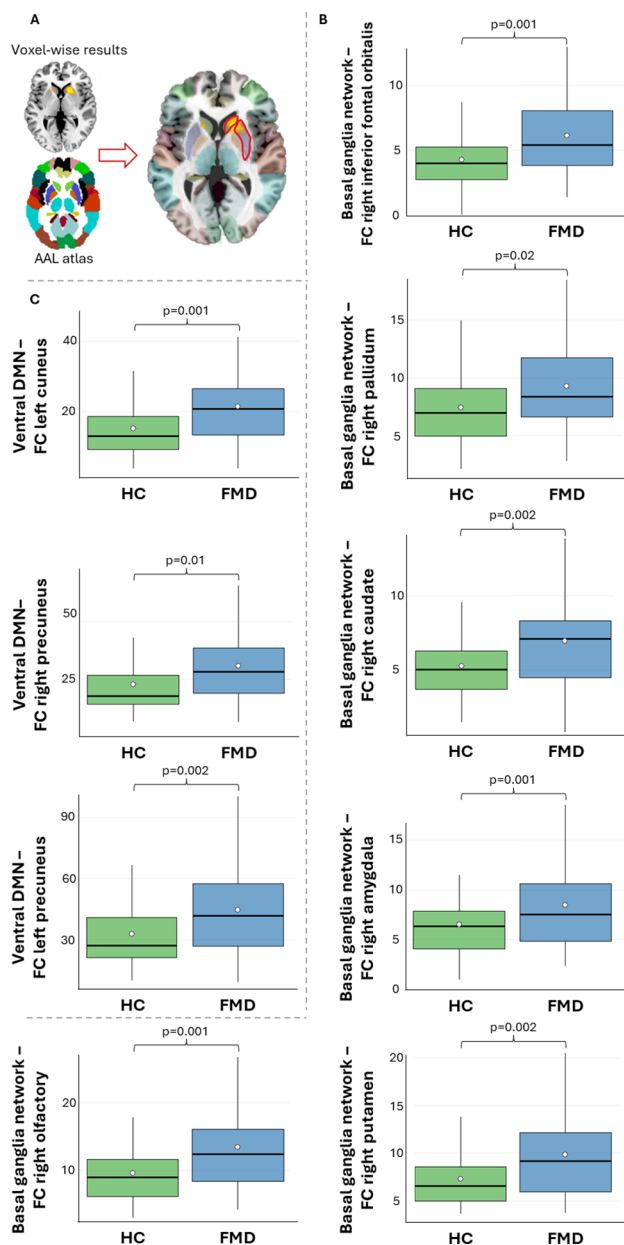 A
Voxel-wise results
AAL atlas
B
p=0.001
Basal ganglia network –
FC right inferior fontal orbitalis
10
5
0
HC
FMD
p=0.02
Basal ganglia network –
FC right pallidum
15
10
5
HC
FMD
p=0.002
Basal ganglia network –
FC right caudate
10
5
HC
FMD
p=0.001
Basal ganglia network –
FC right amygdala
15
10
5
0
HC
FMD
p=0.002
Basal ganglia network –
FC right putamen
20
15
10
5
HC
FMD
C
p=0.001
Ventral DMN–
FC left cuneus
40
20
HC
FMD
p=0.01
Ventral DMN–
FC right precuneus
50
25
HC
FMD
p=0.002
Ventral DMN–
FC left precuneus
90
60
30
HC
FMD
p=0.001
Basal ganglia network –
FC right olfactory
20
10
HC
FMD